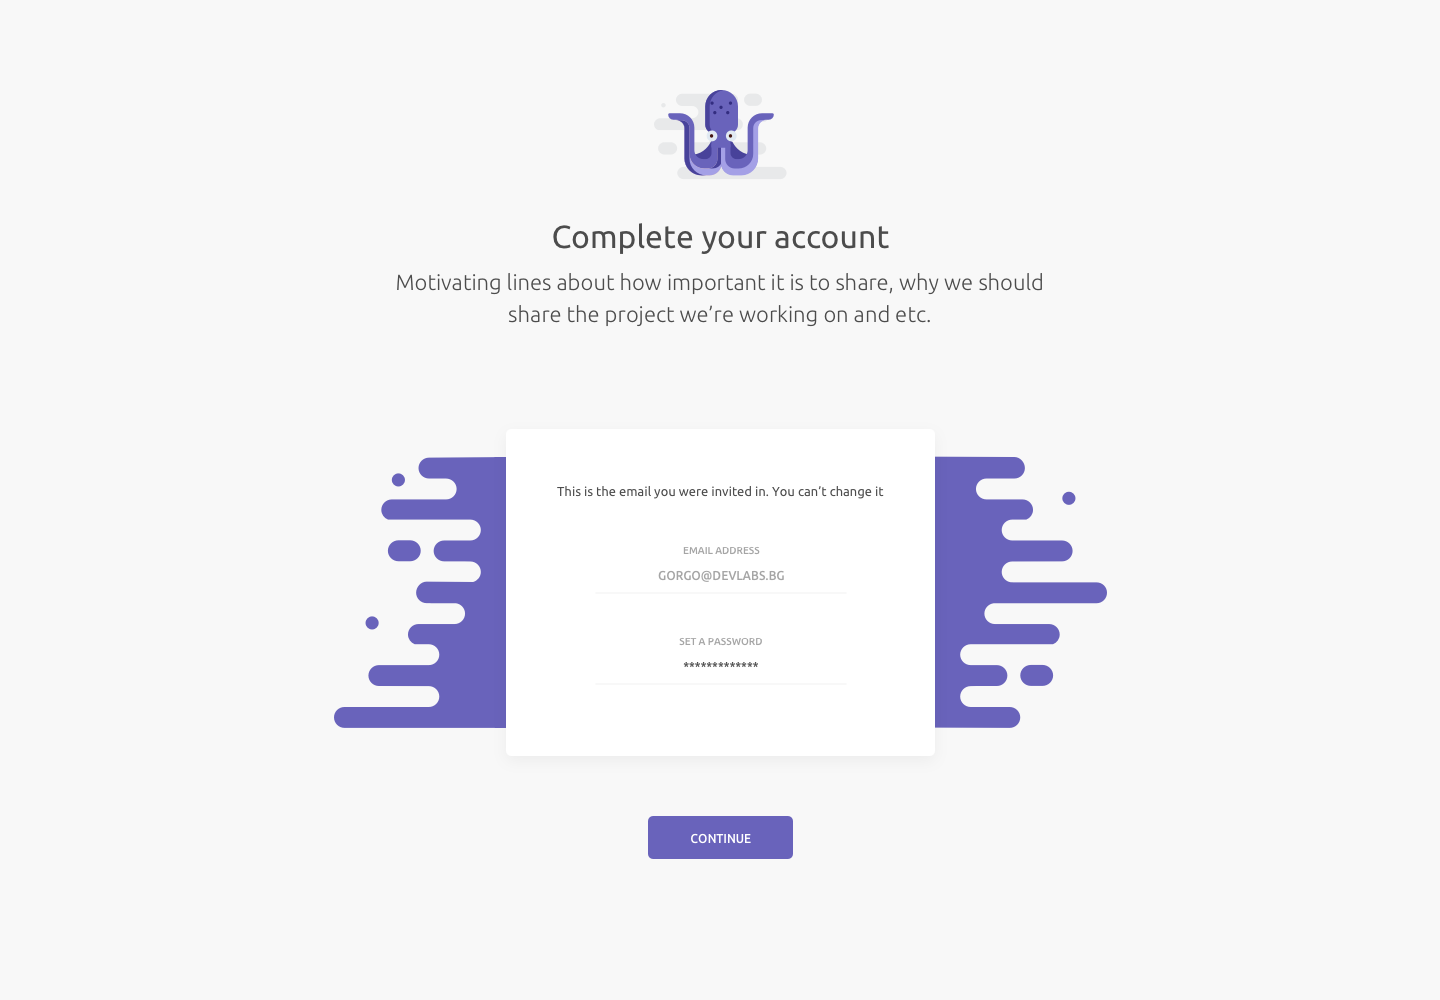 Complete your account
Motivating lines about how important it is to share, why we should
share the project we’re working on and etc.
This is the email you were invited in. You can’t change it
EMAIL ADDRESS
GORGO@DEVLABS.BG
SET A PASSWORD
*************
CONTINUE